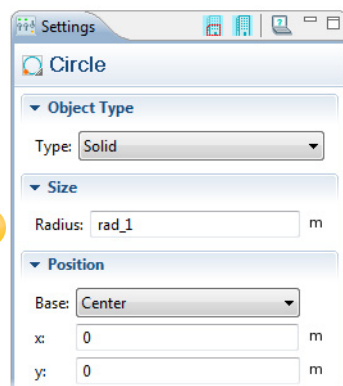 Settings
Circle
Object Type
Type: Solid
Size
Radius: rad_1 m
Position
Base: Center
x: 0 m
y: 0 m